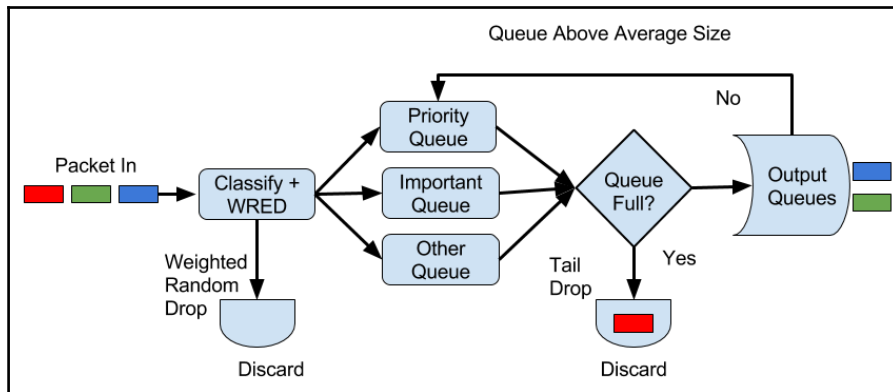 Queue Above Average Size
No
Priority
Queue
Packet In
Classify +
WRED
Important
Queue
Queue
Full?
Output
Queues
Other
Queue
Weighted
Random
Drop
Tail
Drop
Yes
Discard
Discard